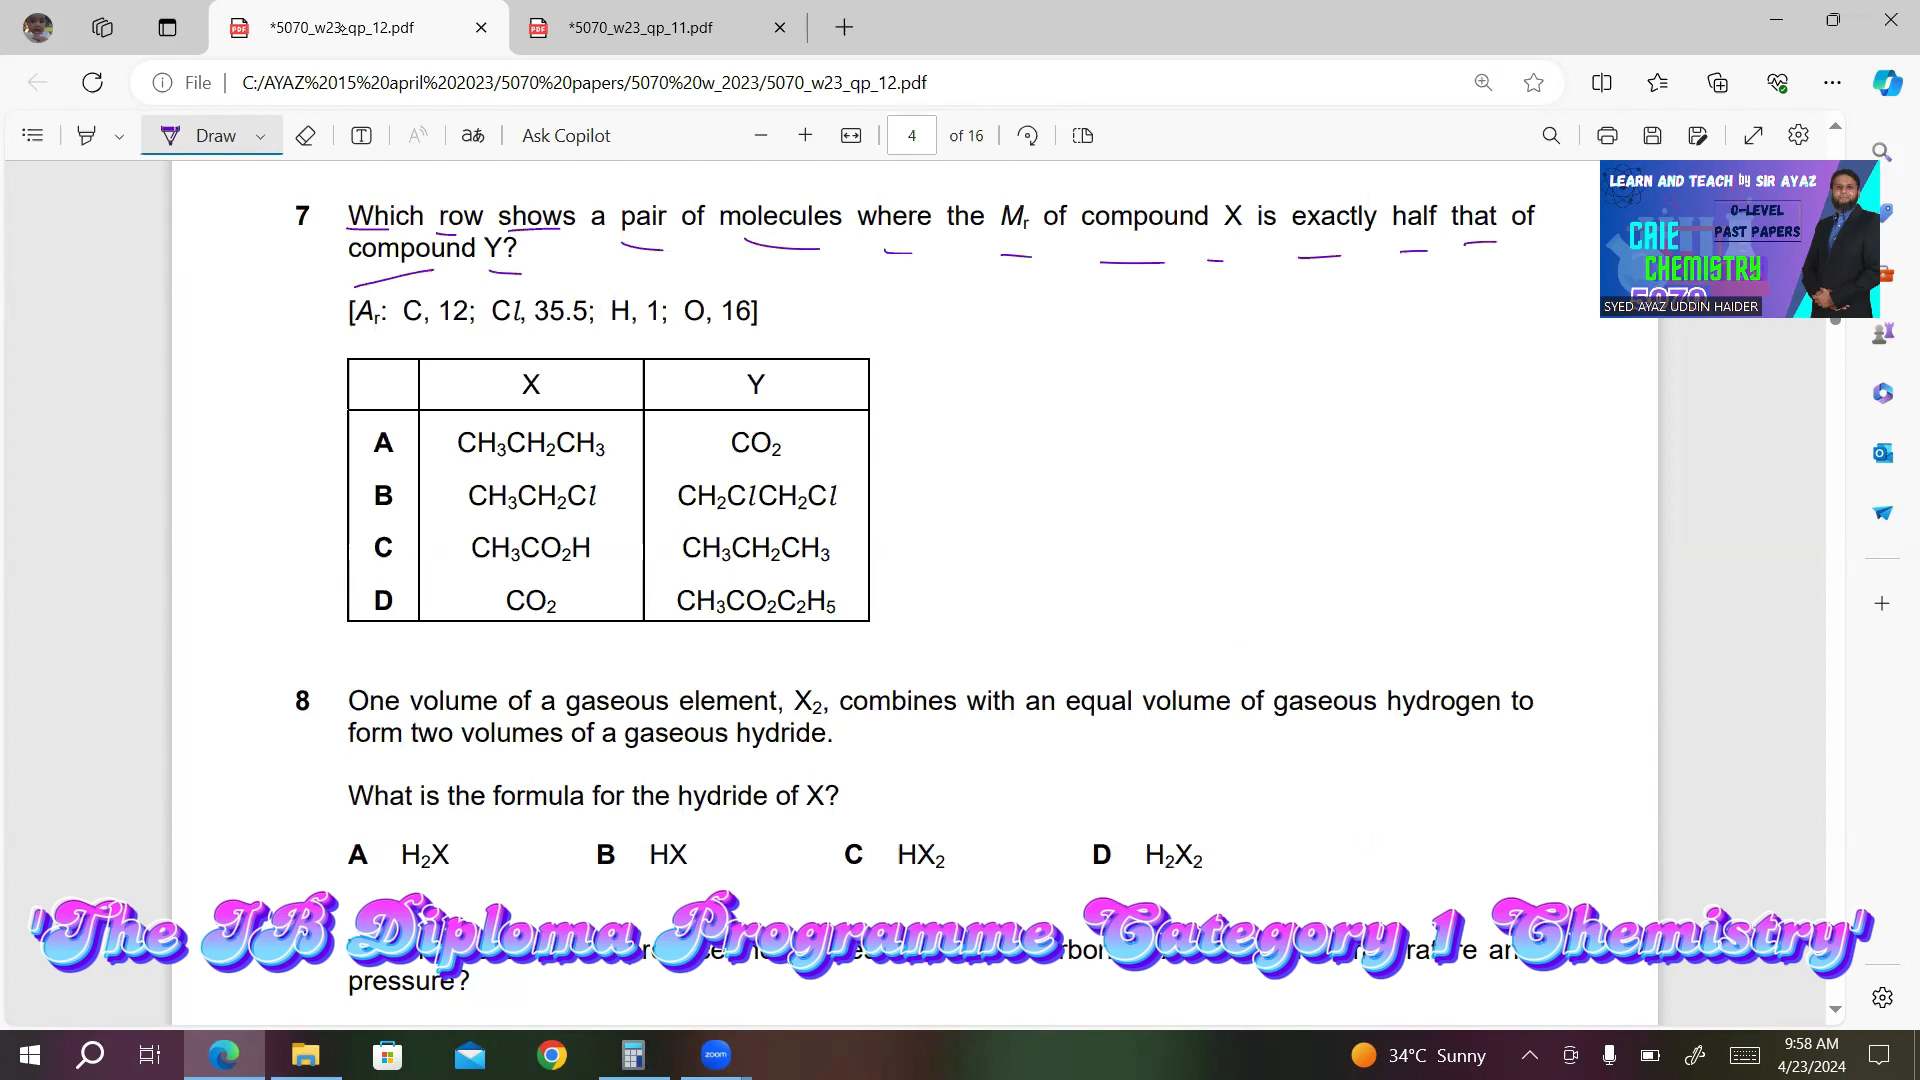 *5070_w23_qp_12.pdf
*5070_w23_qp_11.pdf
File
C:/AYAZ%2015%20april%202023/5070%20papers/5070%20w_2023/5070_w23_qp_12.pdf
Draw
Ask Copilot
4 of 16
LEARN AND TEACH by SIR AYAZ
O-LEVEL
PAST PAPERS
CAIE
CHEMISTRY
5070
SYED AYAZ UDDIN HAIDER
7 Which row shows a pair of molecules where the Mr of compound X is exactly half that of
compound Y?
[Ar: C, 12; Cl, 35.5; H, 1; O, 16]
X Y
A CH3CH2CH3 CO2
B CH3CH2Cl CH2ClCH2Cl
C CH3CO2H CH3CH2CH3
D CO2 CH3CO2C2H5
8 One volume of a gaseous element, X2, combines with an equal volume of gaseous hydrogen to
form two volumes of a gaseous hydride.
What is the formula for the hydride of X?
A H2X B HX C HX2 D H2X2
'The IB Diploma Programme Category 1 Chemistry'
pressure?
zoom
34°C Sunny
9:58 AM
4/23/2024